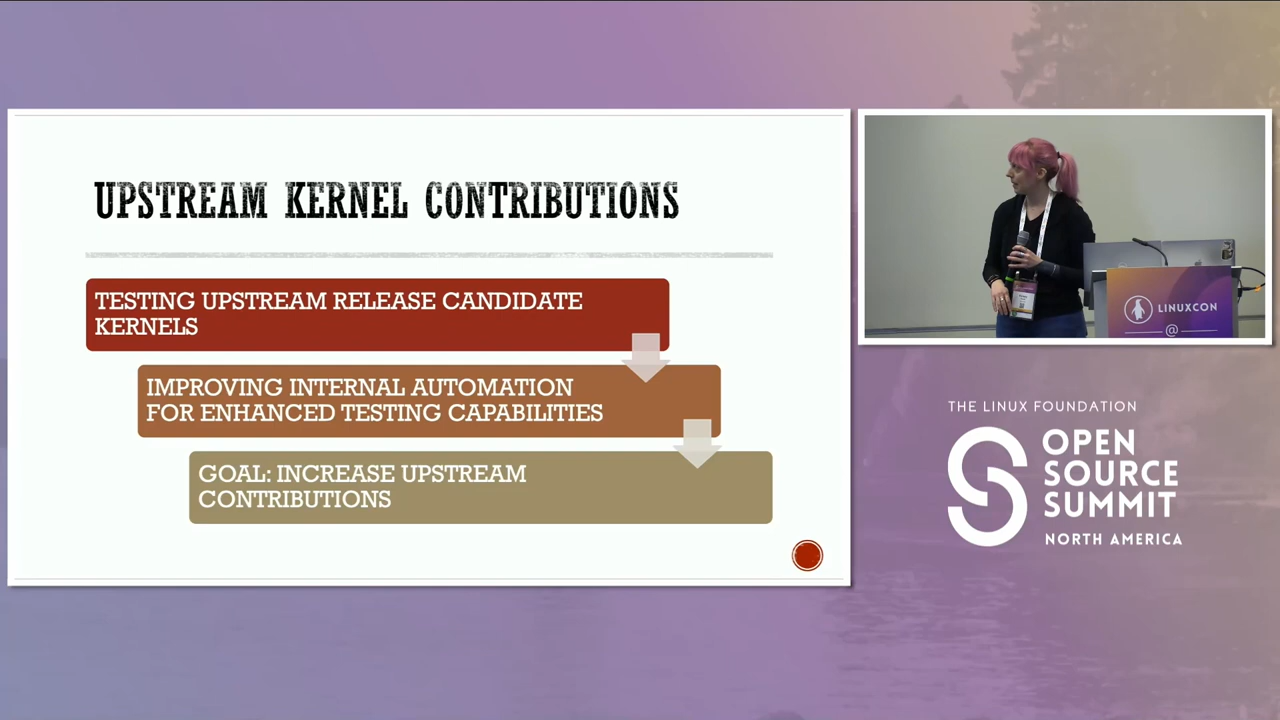 UPSTREAM KERNEL CONTRIBUTIONS
TESTING UPSTREAM RELEASE CANDIDATE
KERNELS
IMPROVING INTERNAL AUTOMATION
FOR ENHANCED TESTING CAPABILITIES
GOAL: INCREASE UPSTREAM
CONTRIBUTIONS
LINUXCON
@
THE LINUX FOUNDATION
OPEN
SOURCE
SUMMIT
NORTH AMERICA